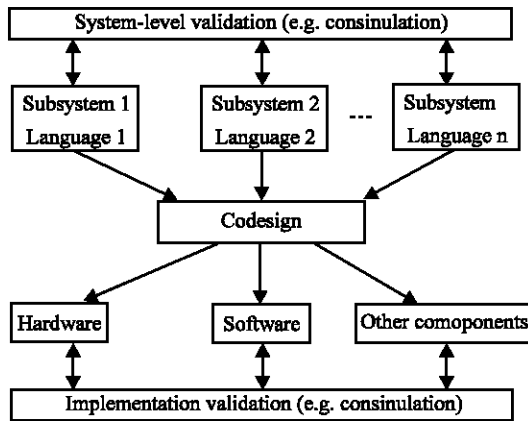 System-level validation (e.g. consinulation)
Subsystem 1
Language 1
Subsystem 2
Language 2
---
Subsystem
Language n
Codesign
Hardware
Software
Other comoponents
Implementation validation (e.g. consinulation)